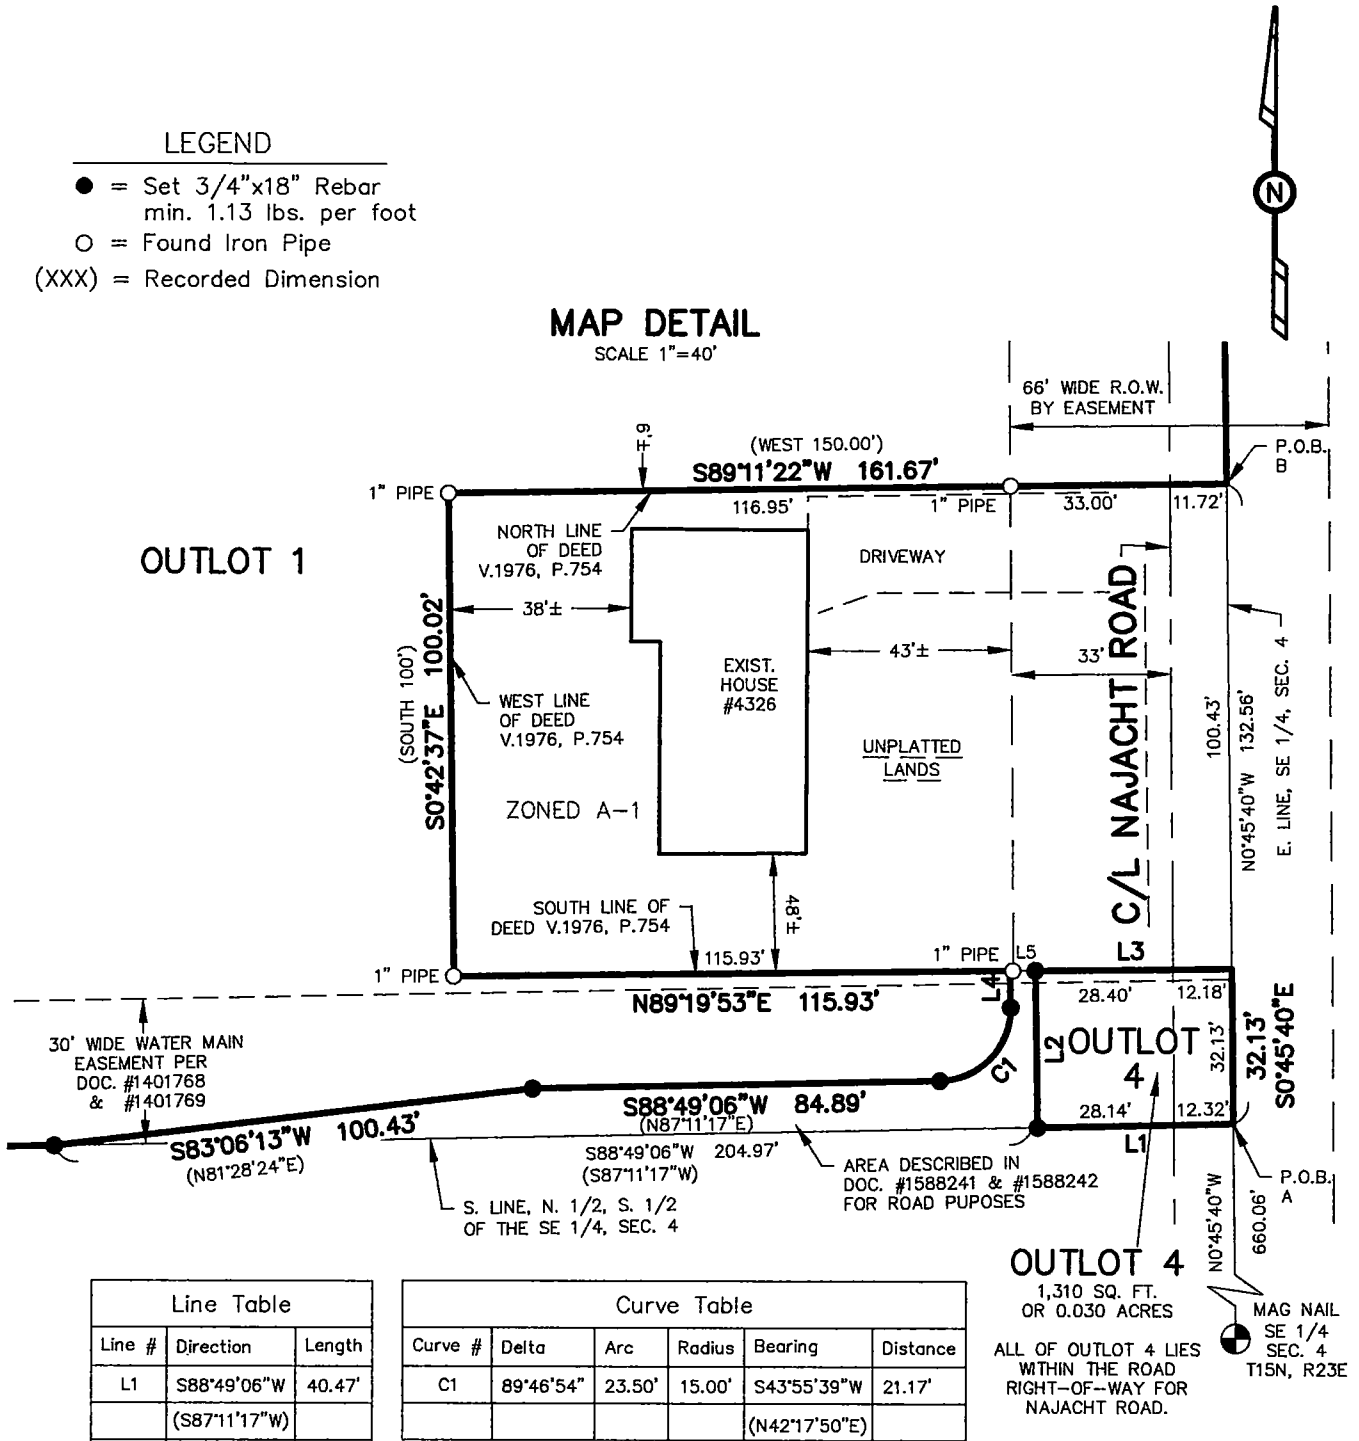 LEGEND
● = Set 3/4"x18" Rebar
min. 1.13 lbs. per foot
○ = Found Iron Pipe
(XXX) = Recorded Dimension
N
MAP DETAIL
SCALE 1"=40'
66' WIDE R.O.W.
BY EASEMENT
P.O.B.
B
6'±
(WEST 150.00')
S89°11'22"W 161.67'
1" PIPE
116.95'
1" PIPE
33.00'
11.72'
OUTLOT 1
NORTH LINE
OF DEED
V.1976, P.754
DRIVEWAY
38'±
43'±
33'
EXIST.
HOUSE
#4326
(SOUTH 100')
S0°42'37"E 100.02'
WEST LINE
OF DEED
V.1976, P.754
UNPLATTED
LANDS
C/L NAJACHT ROAD
100.43'
N0°45'40"W 132.56'
E. LINE, SE 1/4, SEC. 4
ZONED A-1
48'±
SOUTH LINE OF
DEED V.1976, P.754
115.93'
1" PIPE
L5
L3
1" PIPE
N89°19'53"E 115.93'
L4
28.40'
12.18'
30' WIDE WATER MAIN
EASEMENT PER
DOC. #1401768
& #1401769
C1
L2
OUTLOT
4
32.13'
32.13'
S0°45'40"E
S83°06'13"W 100.43'
(N81°28'24"E)
S88°49'06"W 84.89'
(N87°11'17"E)
28.14'
12.32'
L1
S88°49'06"W 204.97'
(S87°11'17"W)
AREA DESCRIBED IN
DOC. #1588241 & #1588242
FOR ROAD PUPOSES
P.O.B.
A
S. LINE, N. 1/2, S. 1/2
OF THE SE 1/4, SEC. 4
N0°45'40"W
660.06'
OUTLOT 4
1,310 SQ. FT.
OR 0.030 ACRES
ALL OF OUTLOT 4 LIES
WITHIN THE ROAD
RIGHT-OF-WAY FOR
NAJACHT ROAD.
MAG NAIL
SE 1/4
SEC. 4
T15N, R23E
Line Table
Line # Direction Length
L1 S88°49'06"W 40.47'
(S87°11'17"W)
Curve Table
Curve # Delta Arc Radius Bearing Distance
C1 89°46'54" 23.50' 15.00' S43°55'39"W 21.17'
(N42°17'50"E)